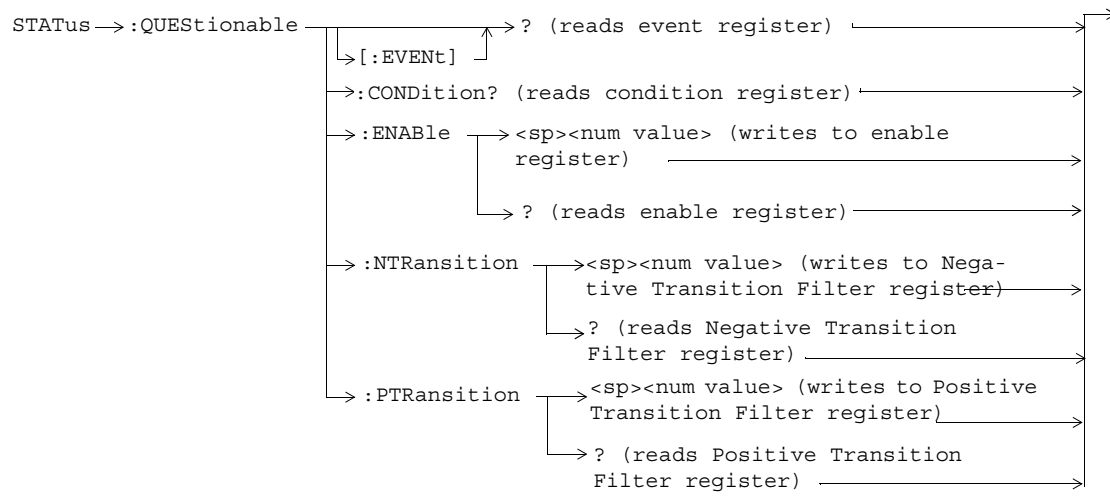 STATus :QUEStionable ? (reads event register)
[:EVENt]
:CONDition? (reads condition register)
:ENABle <sp><num value> (writes to enable
register)
? (reads enable register)
:NTRansition <sp><num value> (writes to Nega-
tive Transition Filter register)
? (reads Negative Transition
Filter register)
:PTRansition <sp><num value> (writes to Positive
Transition Filter register)
? (reads Positive Transition
Filter register)